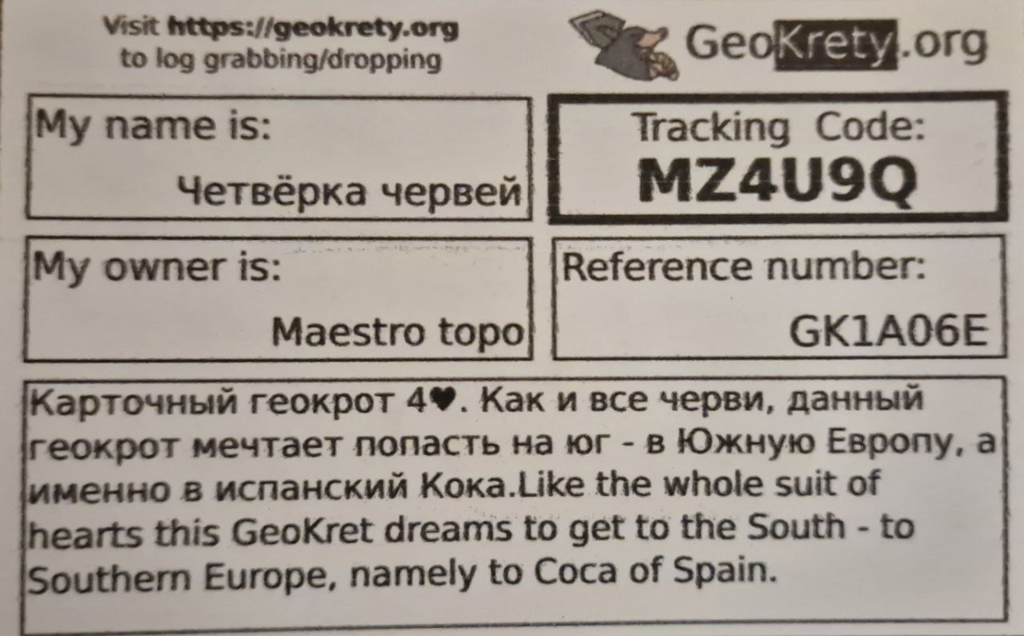 Visit https://geokrety.org
to log grabbing/dropping
GeoKrety.org
My name is:
Четвёрка червей
Tracking Code:
MZ4U9Q
My owner is:
Maestro topo
Reference number:
GK1A06E
Карточный геокрот 4♥. Как и все черви, данный
геокрот мечтает попасть на юг - в Южную Европу, а
именно в испанский Кока.Like the whole suit of
hearts this GeoKret dreams to get to the South - to
Southern Europe, namely to Coca of Spain.